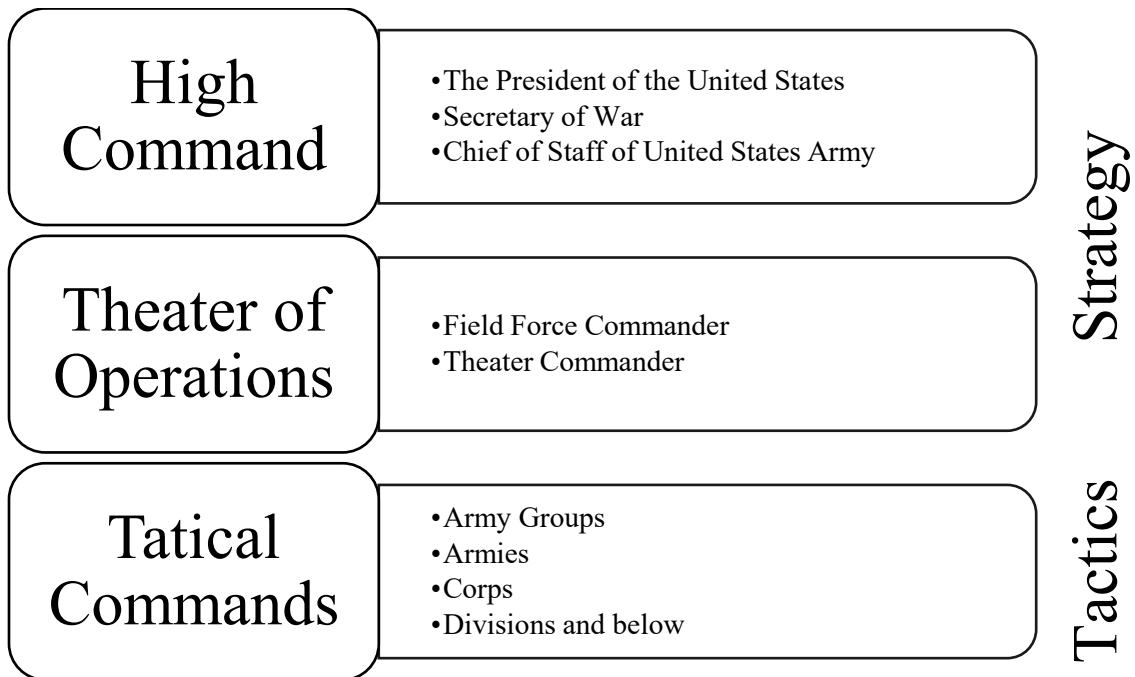 High
Command
•The President of the United States
•Secretary of War
•Chief of Staff of United States Army
Theater of
Operations
•Field Force Commander
•Theater Commander
Strategy
Tatical
Commands
•Army Groups
•Armies
•Corps
•Divisions and below
Tactics